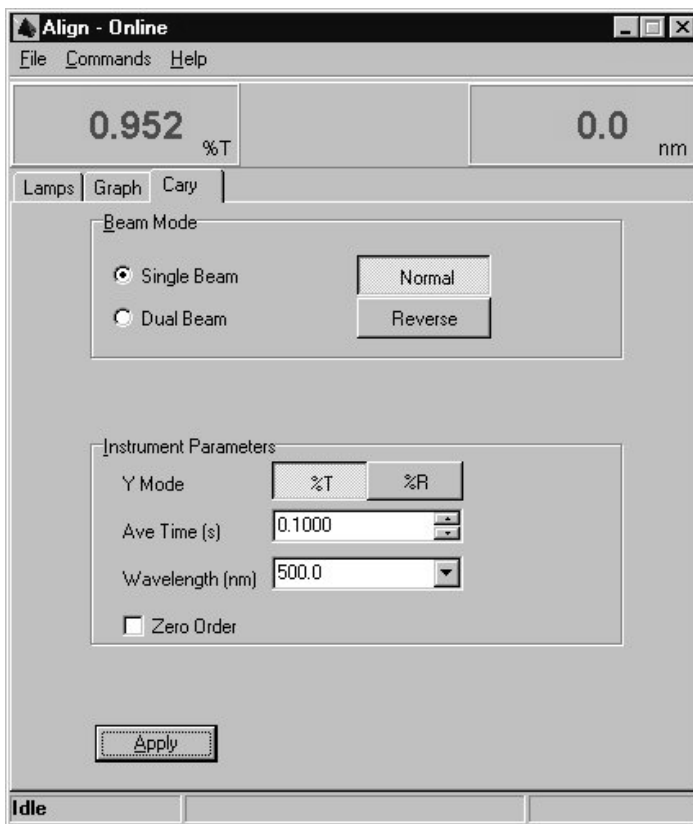 Align - Online
File Commands Help
0.952 %T 0.0 nm
Lamps Graph Cary
Beam Mode
Single Beam Normal
Dual Beam Reverse
Instrument Parameters
Y Mode %T %R
Ave Time (s) 0.1000
Wavelength (nm) 500.0
Zero Order
Apply
Idle